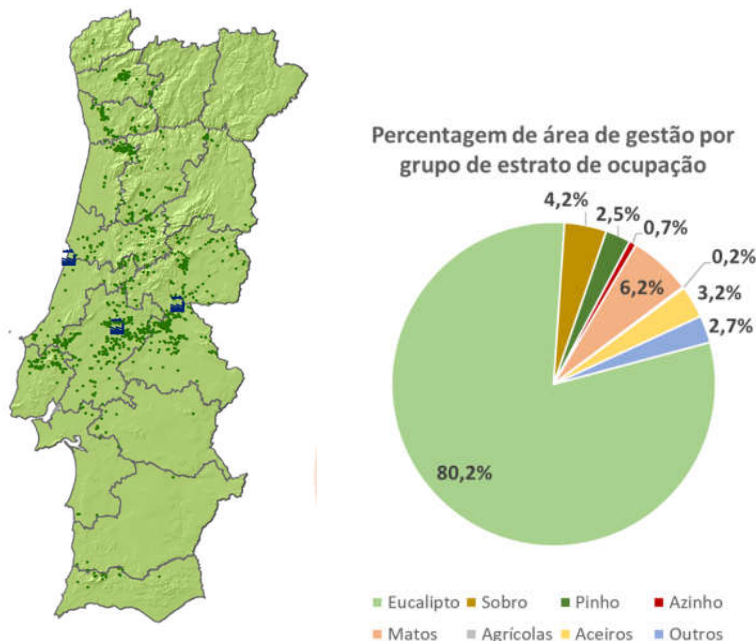 Percentagem de área de gestão por
grupo de estrato de ocupação
4,2%
2,5%
0,7%
0,2%
6,2%
3,2%
2,7%
80,2%
Eucalipto Sobro Pinho Azinho
Matos Agrícolas Aceiros Outros